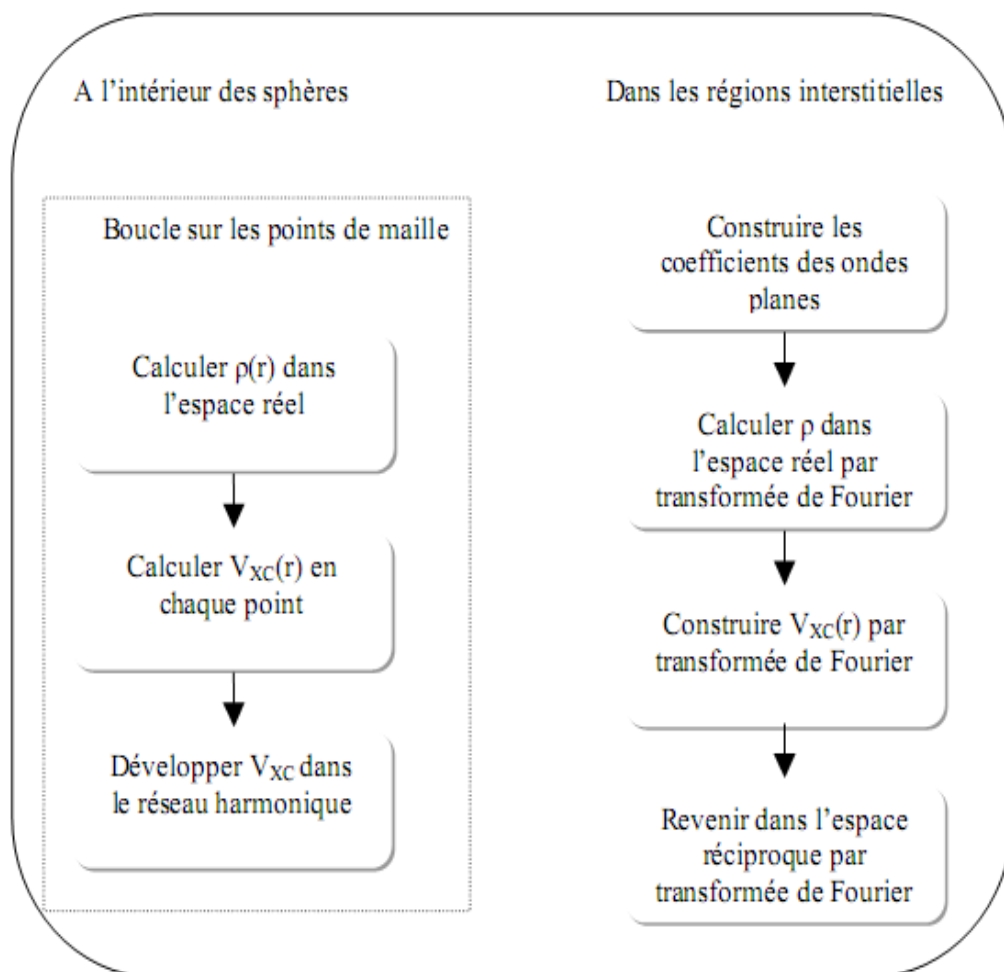 A l’intérieur des sphères
Dans les régions interstitielles
Boucle sur les points de maille
Calculer ρ(r) dans
l’espace réel
Calculer VXC(r) en
chaque point
Développer VXC dans
le réseau harmonique
Construire les
coefficients des ondes
planes
Calculer ρ dans
l’espace réel par
transformée de Fourier
Construire VXC(r) par
transformée de Fourier
Revenir dans l’espace
réciproque par
transformée de Fourier